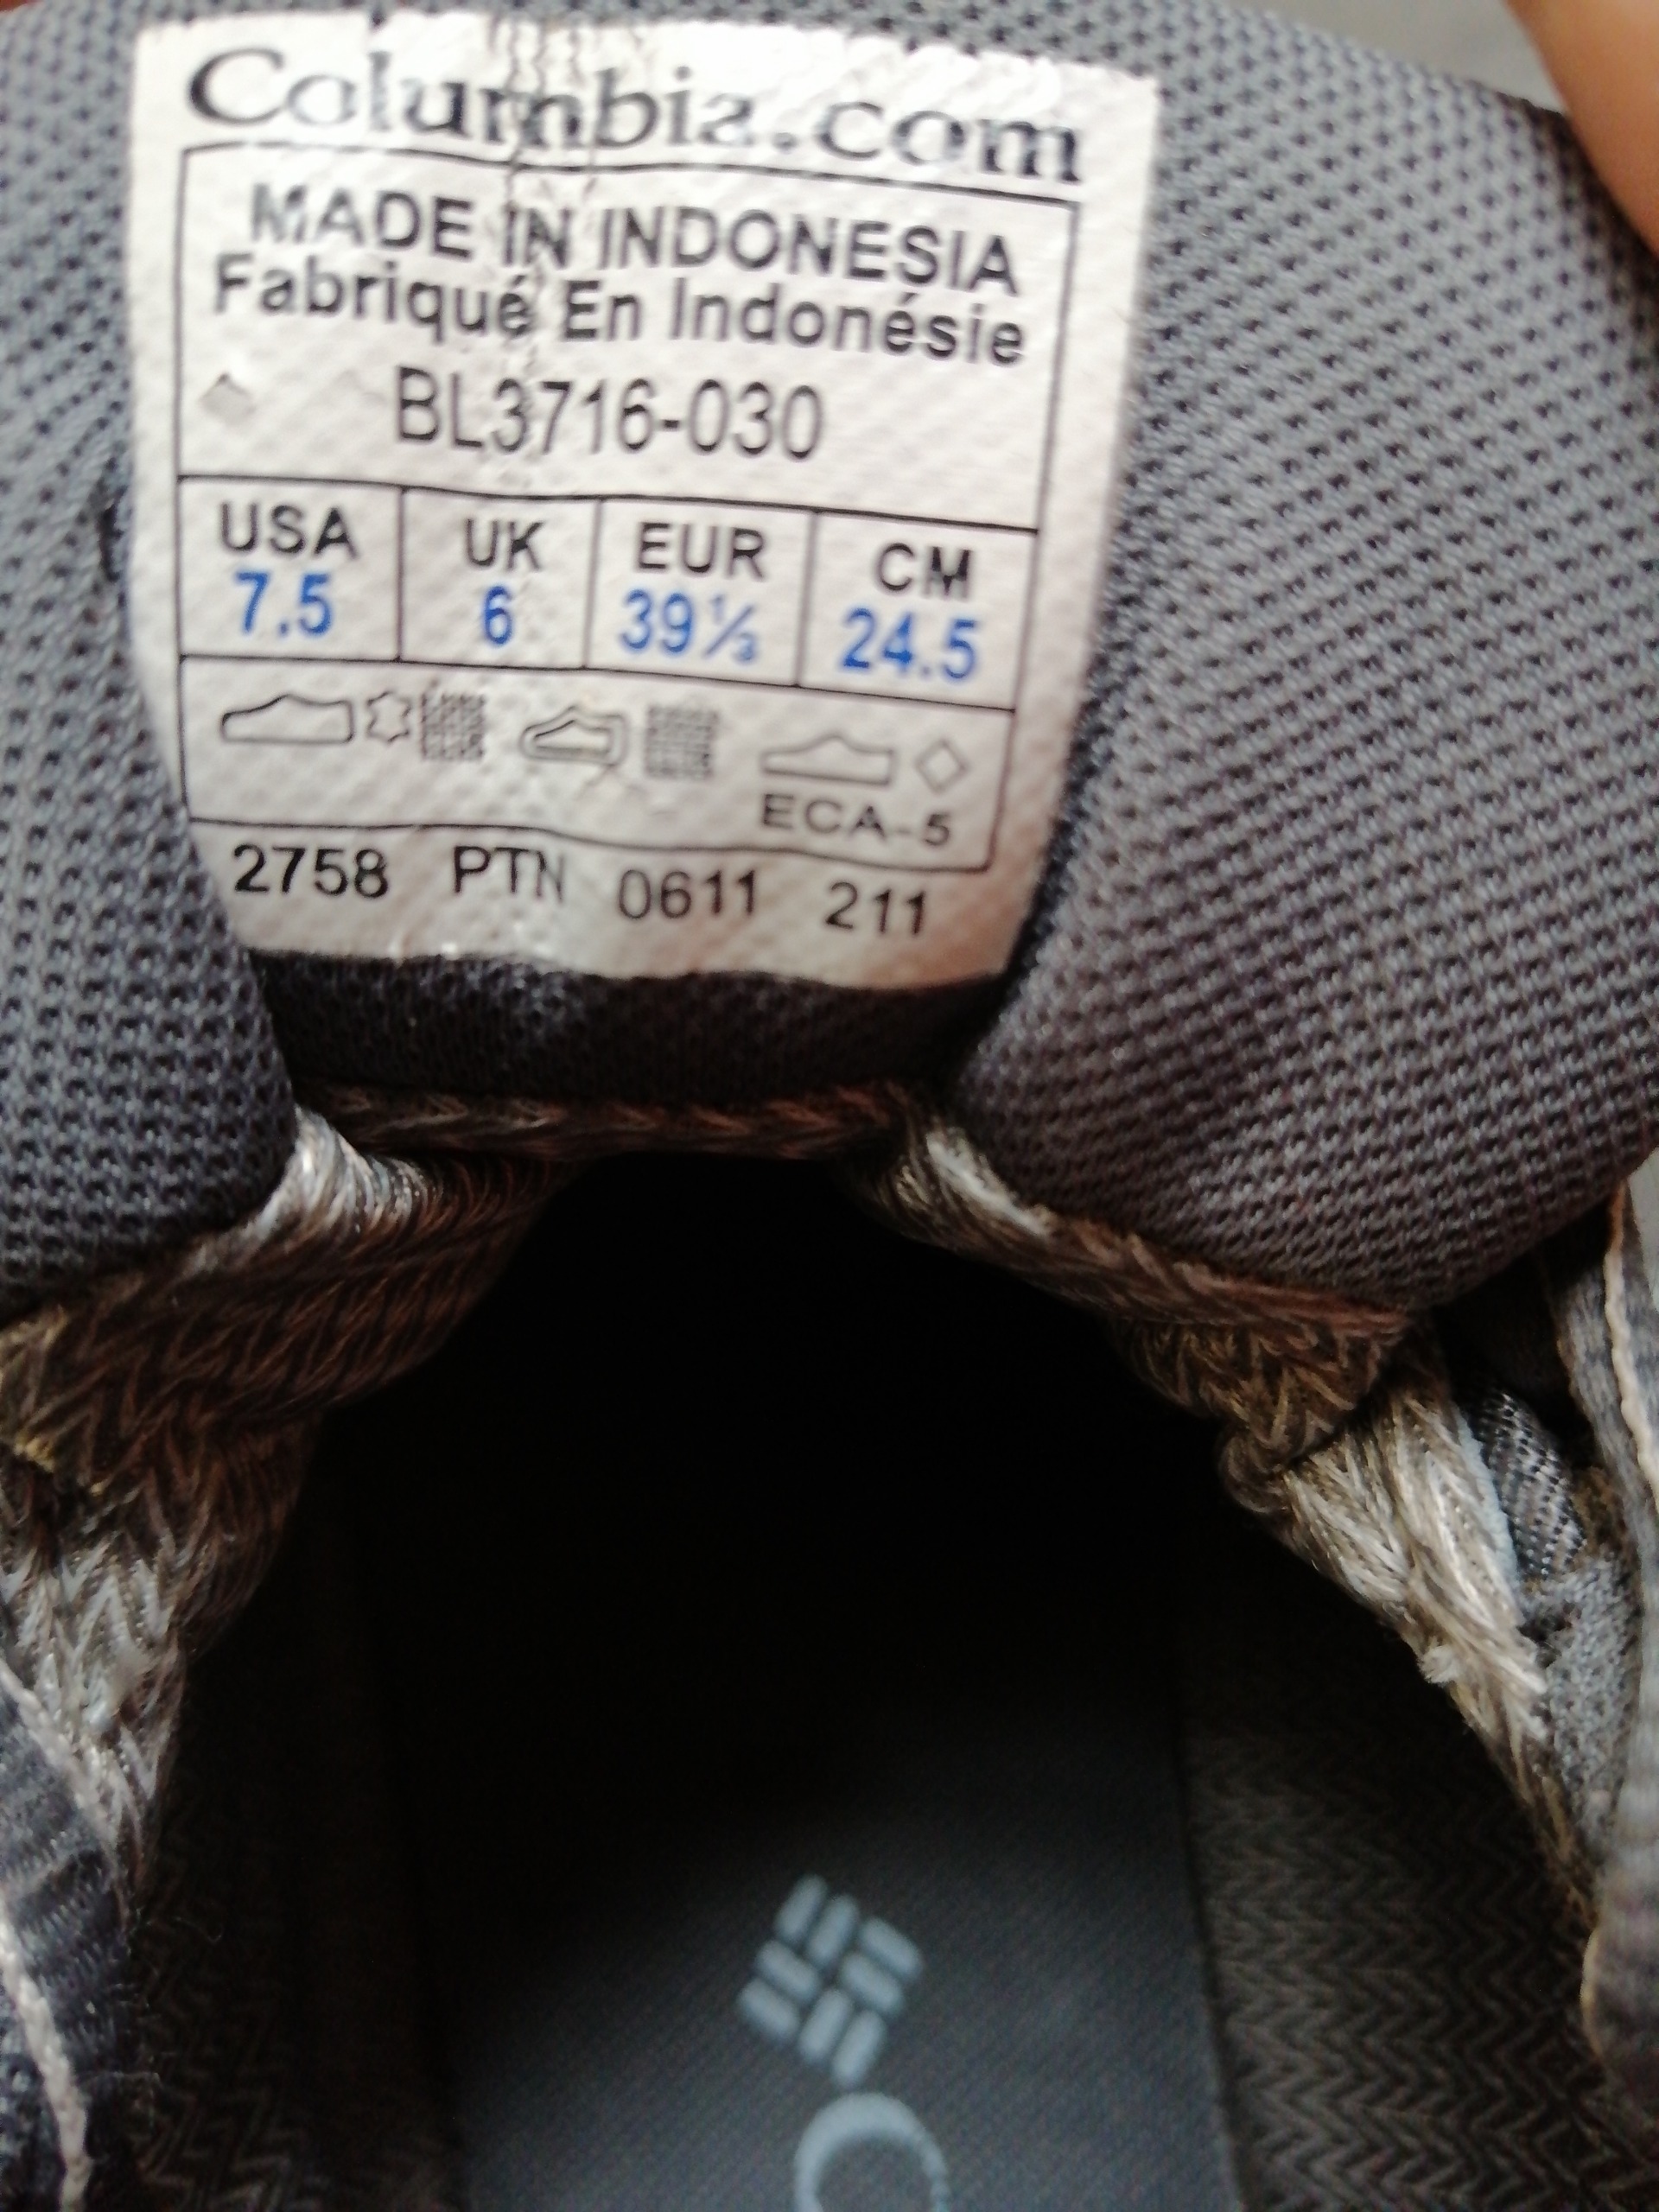 Columbia.com
MADE IN INDONESIA
Fabriqué En Indonésie
BL3716-030
USA UK EUR CM
7.5 6 39⅓ 24.5
ECA-5
2758 PTN 0611 211